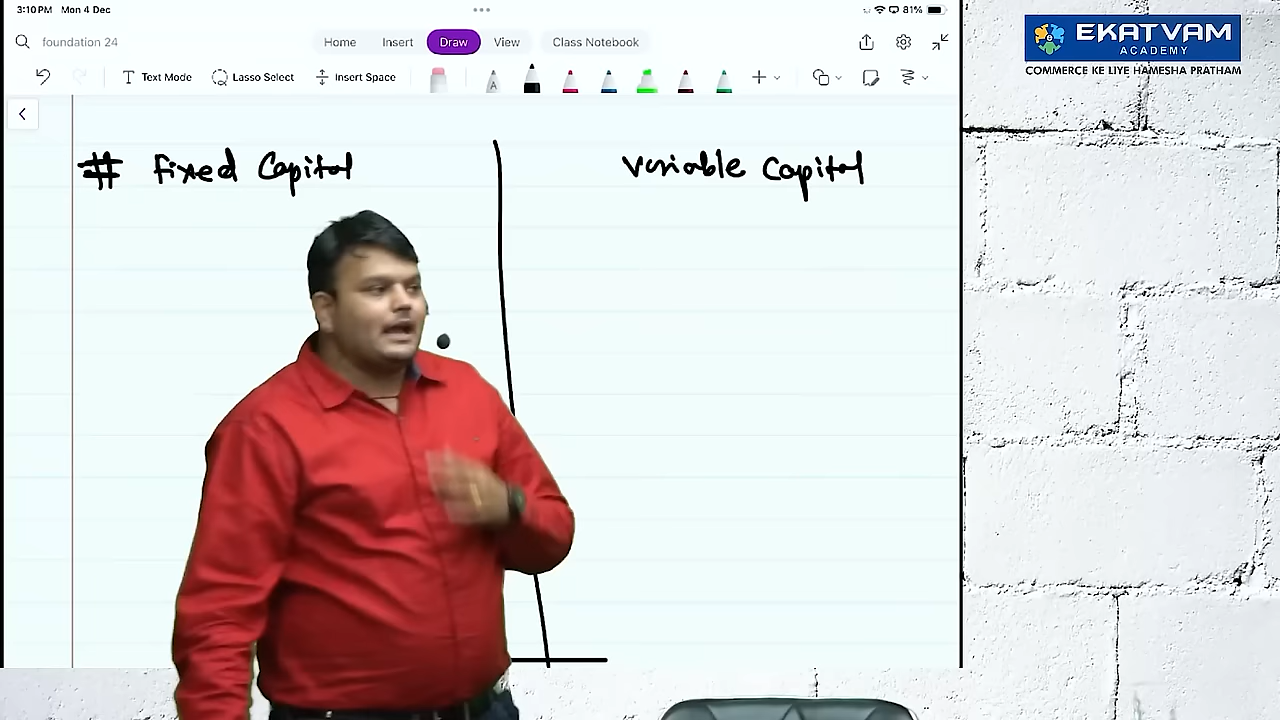 3:10 PM Mon 4 Dec
81%
foundation 24
Home Insert Draw View Class Notebook
Text Mode Lasso Select Insert Space
# Fixed Capital
Variable Capital
EKATVAM
ACADEMY
COMMERCE KE LIYE HAMESHA PRATHAM